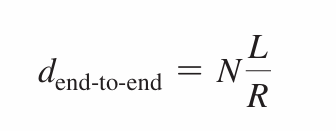 d_end-to-end = N L/R